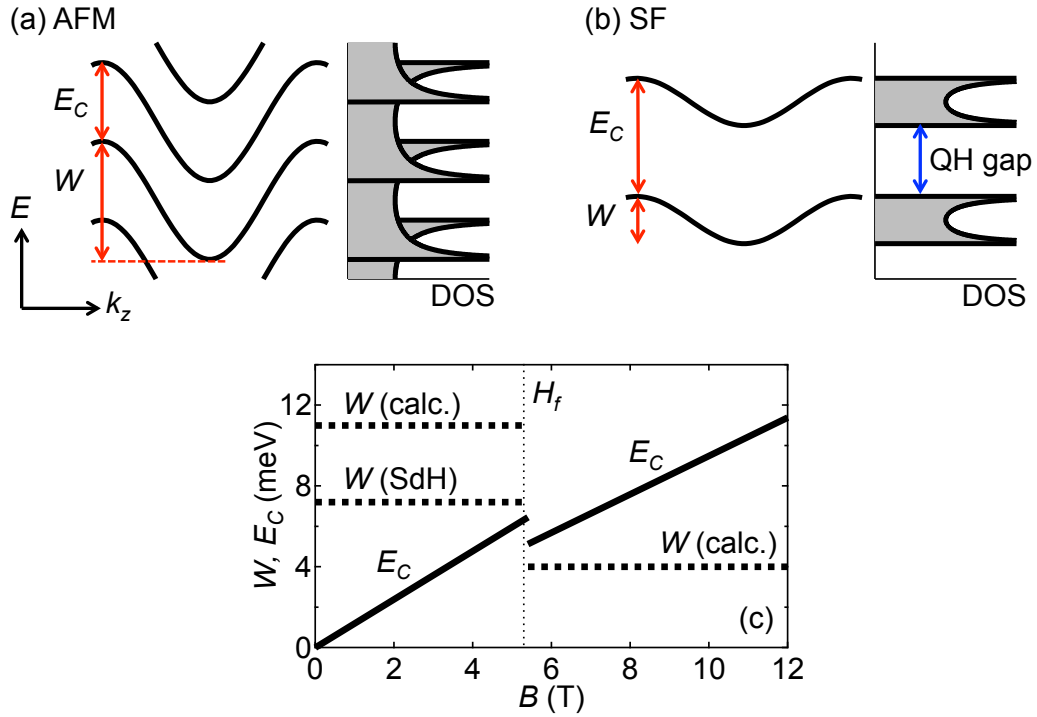 (a) AFM
E_C
W
E
k_z
DOS
(b) SF
E_C
W
QH gap
DOS
W, E_C (meV)
12
8
4
0
W (calc.)
W (SdH)
E_C
H_f
E_C
W (calc.)
(c)
0 2 4 6 8 10 12
B (T)